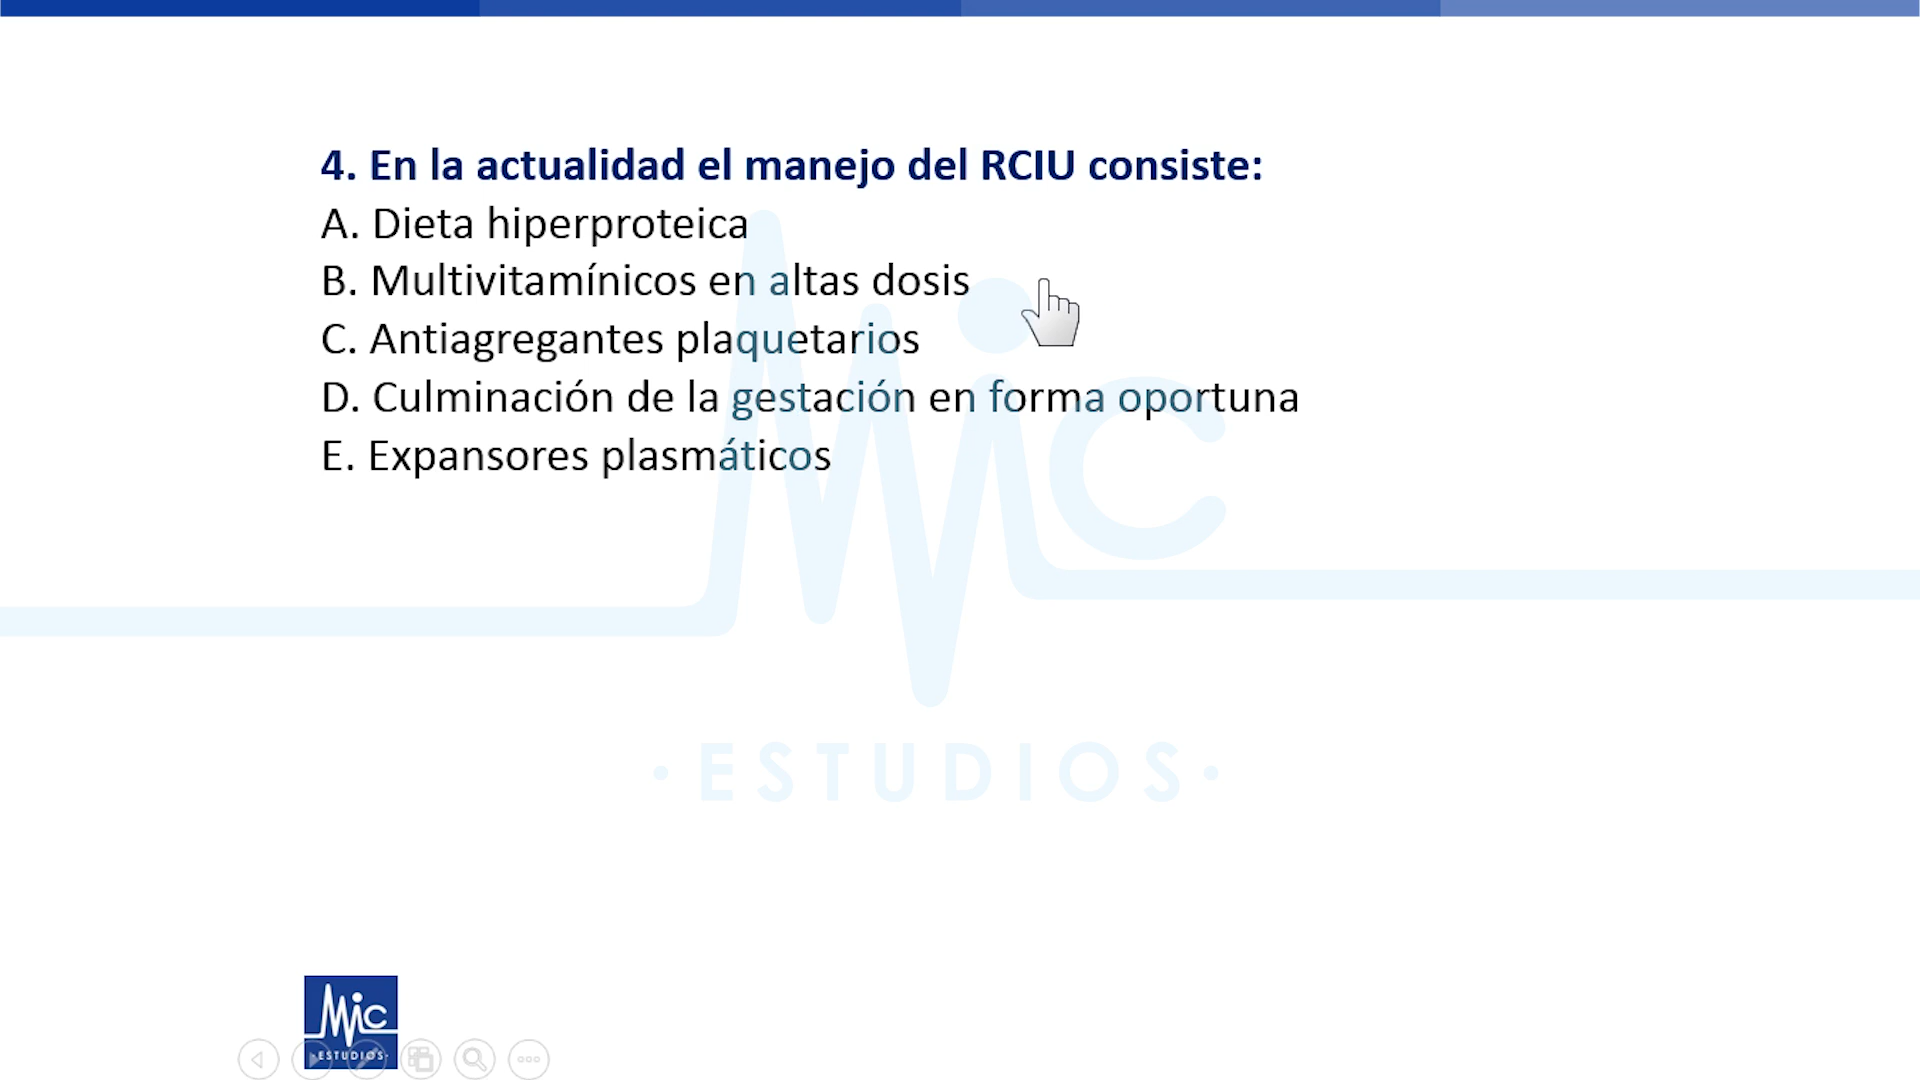 4. En la actualidad el manejo del RCIU consiste:
A. Dieta hiperproteica
B. Multivitamínicos en altas dosis
C. Antiagregantes plaquetarios
D. Culminación de la gestación en forma oportuna
E. Expansores plasmáticos
Mic
·ESTUDIOS·
Mic
·ESTUDIOS·